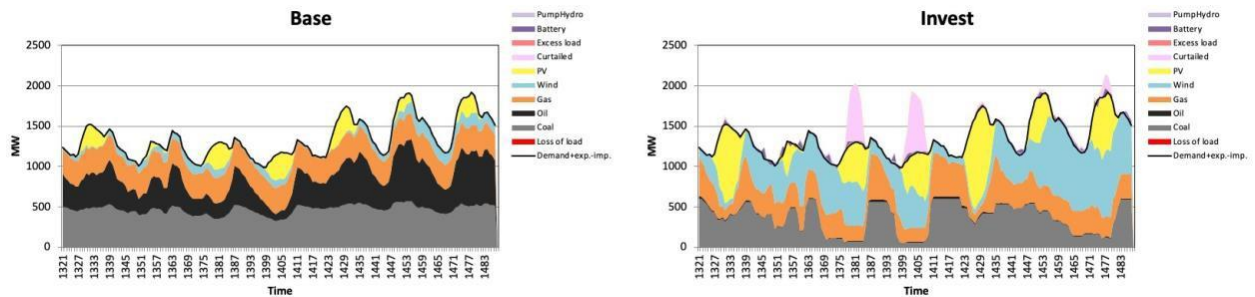 Base
PumpHydro
Battery
Excess load
Curtailed
PV
Wind
Gas
Oil
Coal
Loss of load
Demand+exp.-imp.
2500
2000
1500
1000
500
0
MW
1321 1327 1333 1339 1345 1351 1357 1363 1369 1375 1381 1387 1393 1399 1405 1411 1417 1423 1429 1435 1441 1447 1453 1459 1465 1471 1477 1483
Time
Invest
PumpHydro
Battery
Excess load
Curtailed
PV
Wind
Gas
Oil
Coal
Loss of load
Demand+exp.-imp.
2500
2000
1500
1000
500
0
MW
1321 1327 1333 1339 1345 1351 1357 1363 1369 1375 1381 1387 1393 1399 1405 1411 1417 1423 1429 1435 1441 1447 1453 1459 1465 1471 1477 1483
Time